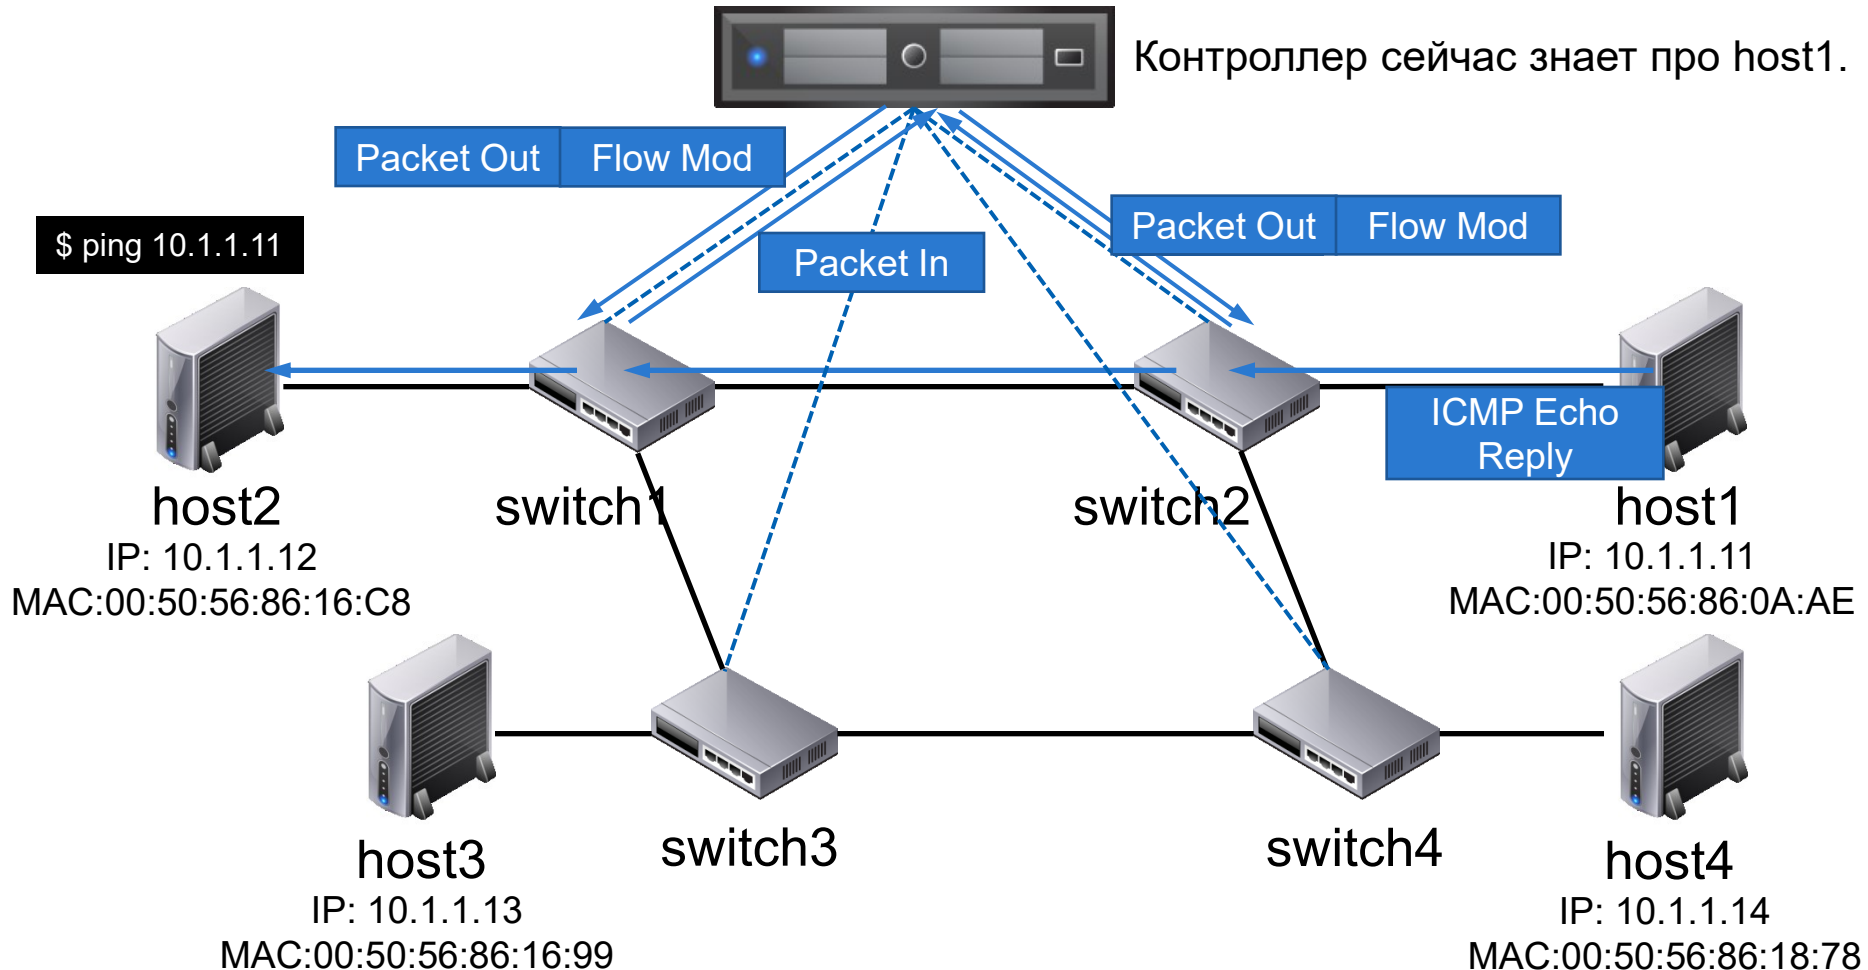 Контроллер сейчас знает про host1.
Packet Out
Flow Mod
Packet Out
Flow Mod
$ ping 10.1.1.11
Packet In
ICMP Echo
Reply
host2
IP: 10.1.1.12
MAC:00:50:56:86:16:C8
switch1
switch2
host1
IP: 10.1.1.11
MAC:00:50:56:86:0A:AE
host3
IP: 10.1.1.13
MAC:00:50:56:86:16:99
switch3
switch4
host4
IP: 10.1.1.14
MAC:00:50:56:86:18:78